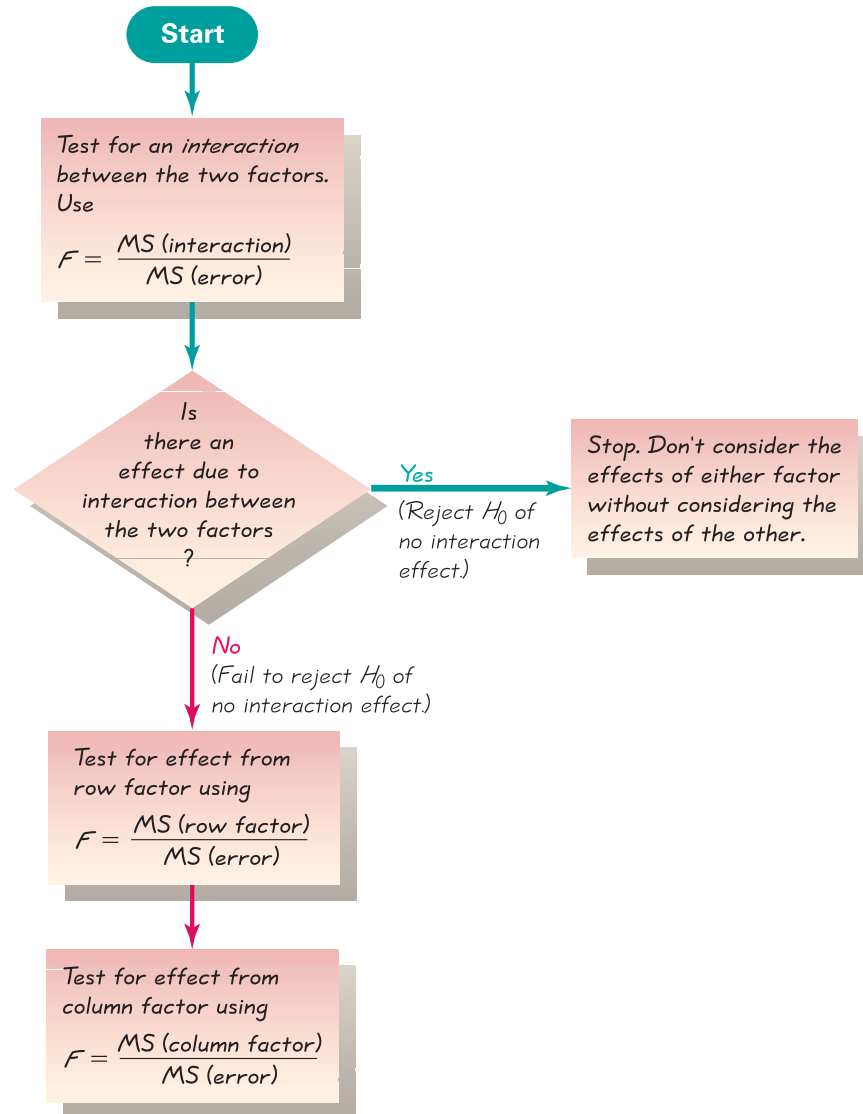 Start
Test for an interaction
between the two factors.
Use
F = MS (interaction) / MS (error)
Is
there an
effect due to
interaction between
the two factors
?
Yes
(Reject H₀ of
no interaction
effect.)
Stop. Don't consider the
effects of either factor
without considering the
effects of the other.
No
(Fail to reject H₀ of
no interaction effect.)
Test for effect from
row factor using
F = MS (row factor) / MS (error)
Test for effect from
column factor using
F = MS (column factor) / MS (error)